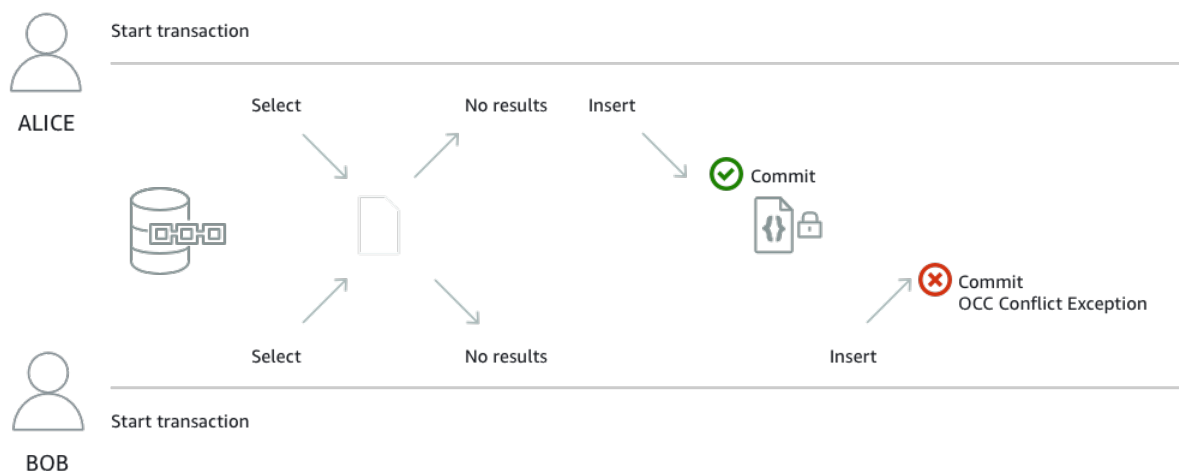 Start transaction
ALICE
Select
No results
Insert
Commit
{}
Commit
OCC Conflict Exception
Select
No results
Insert
Start transaction
BOB